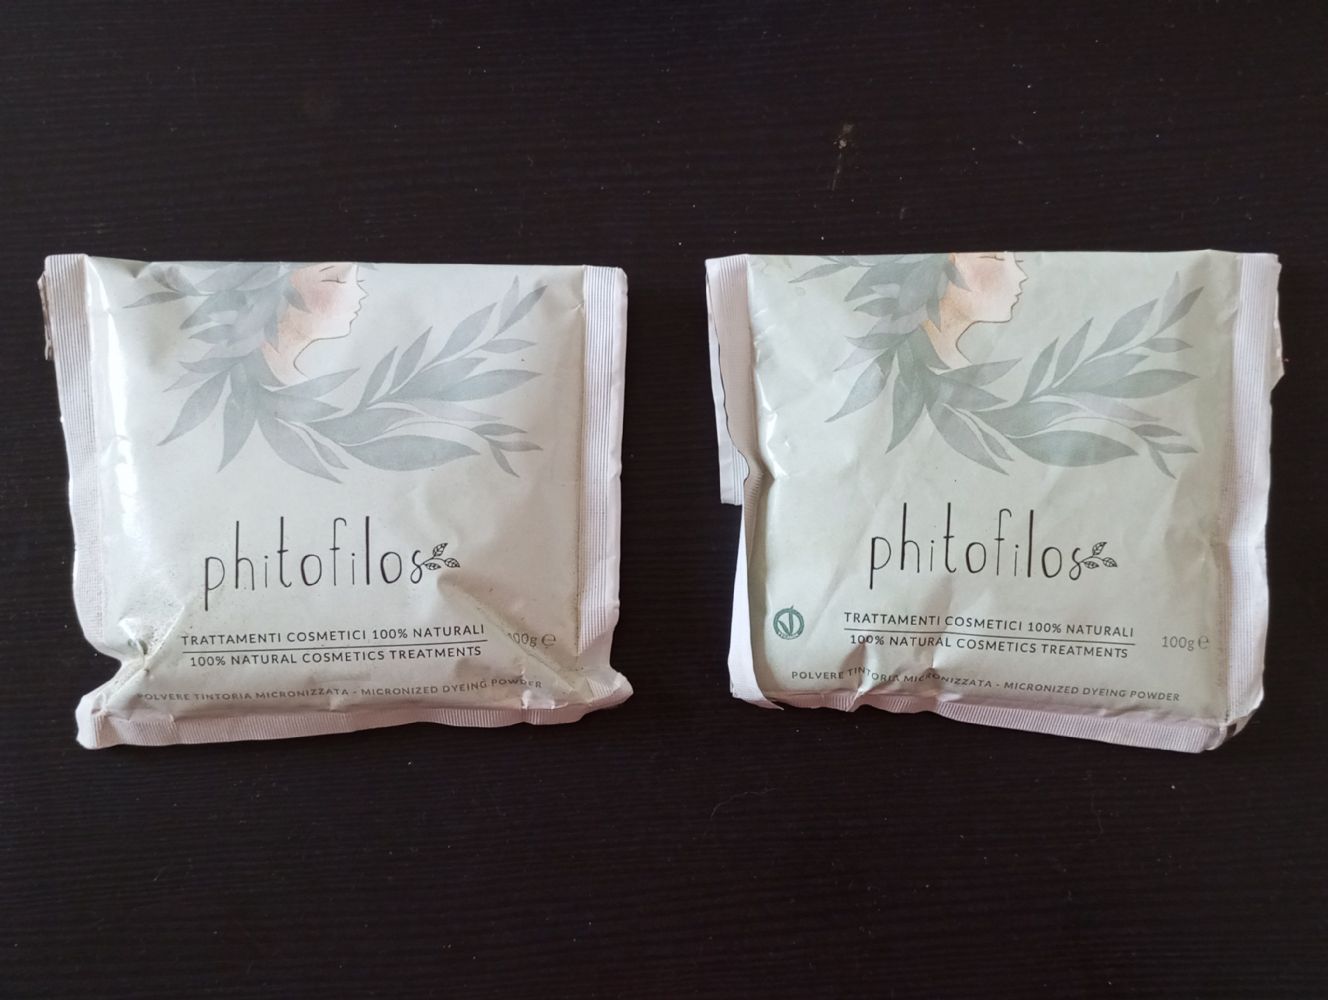 phitofilos
TRATTAMENTI COSMETICI 100% NATURALI
100% NATURAL COSMETICS TREATMENTS
100g ℮
POLVERE TINTORIA MICRONIZZATA - MICRONIZED DYEING POWDER
phitofilos
TRATTAMENTI COSMETICI 100% NATURALI
100% NATURAL COSMETICS TREATMENTS
100g ℮
POLVERE TINTORIA MICRONIZZATA - MICRONIZED DYEING POWDER